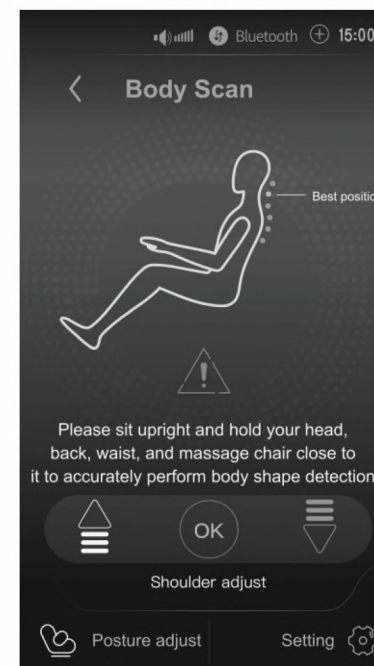 Bluetooth 15:00
Body Scan
Best positio
Please sit upright and hold your head,
back, waist, and massage chair close to
it to accurately perform body shape detection
OK
Shoulder adjust
Posture adjust Setting